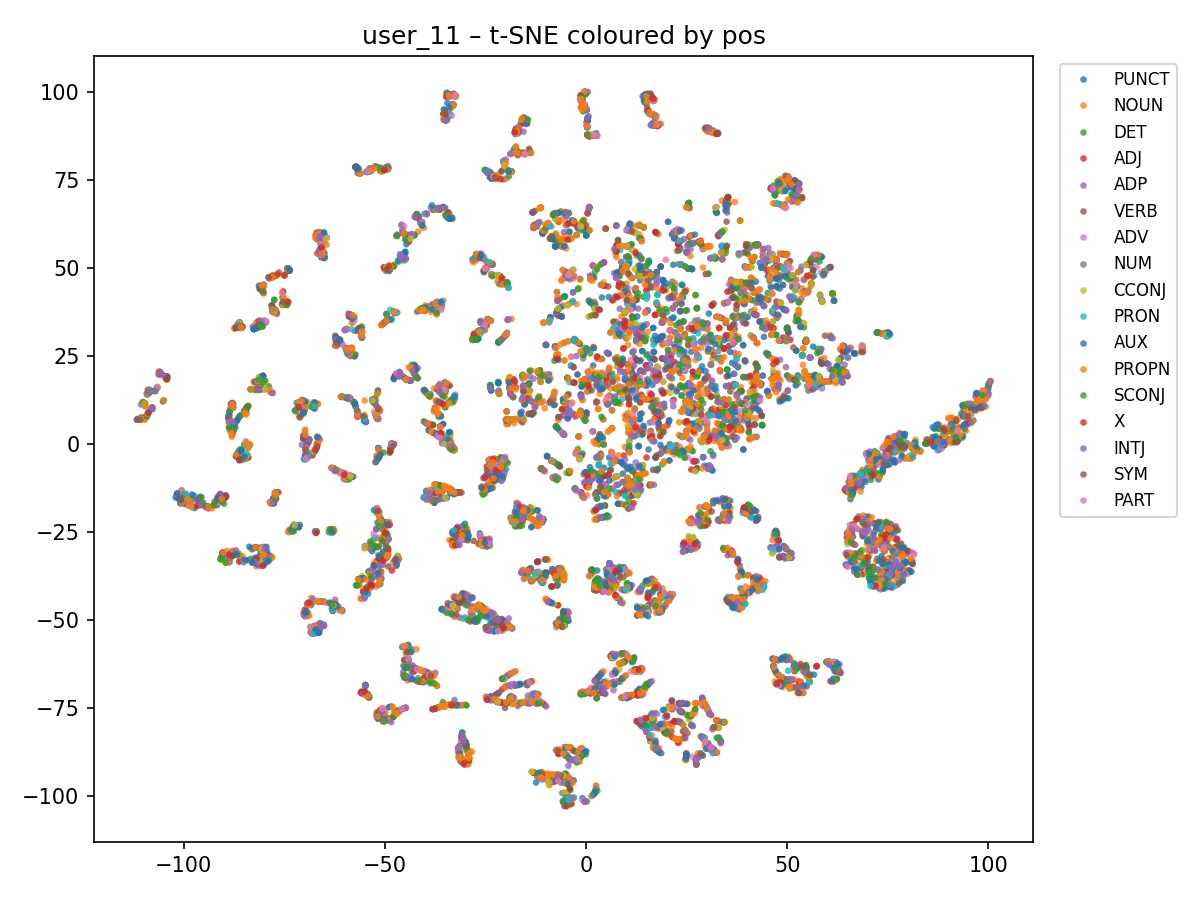 user_11 – t-SNE coloured by pos
100
75
50
25
0
−25
−50
−75
−100
−100
−50
0
50
100
PUNCT
NOUN
DET
ADJ
ADP
VERB
ADV
NUM
CCONJ
PRON
AUX
PROPN
SCONJ
X
INTJ
SYM
PART